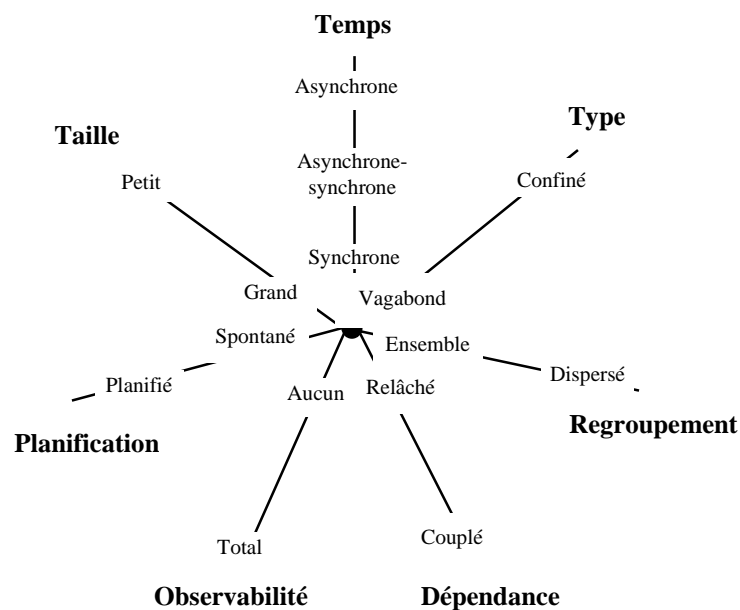 Temps
Asynchrone
Type
Taille
Asynchrone-
synchrone
Confiné
Petit
Synchrone
Grand
Vagabond
Spontané
Ensemble
Dispersé
Planifié
Aucun
Relâché
Regroupement
Planification
Couplé
Total
Observabilité
Dépendance